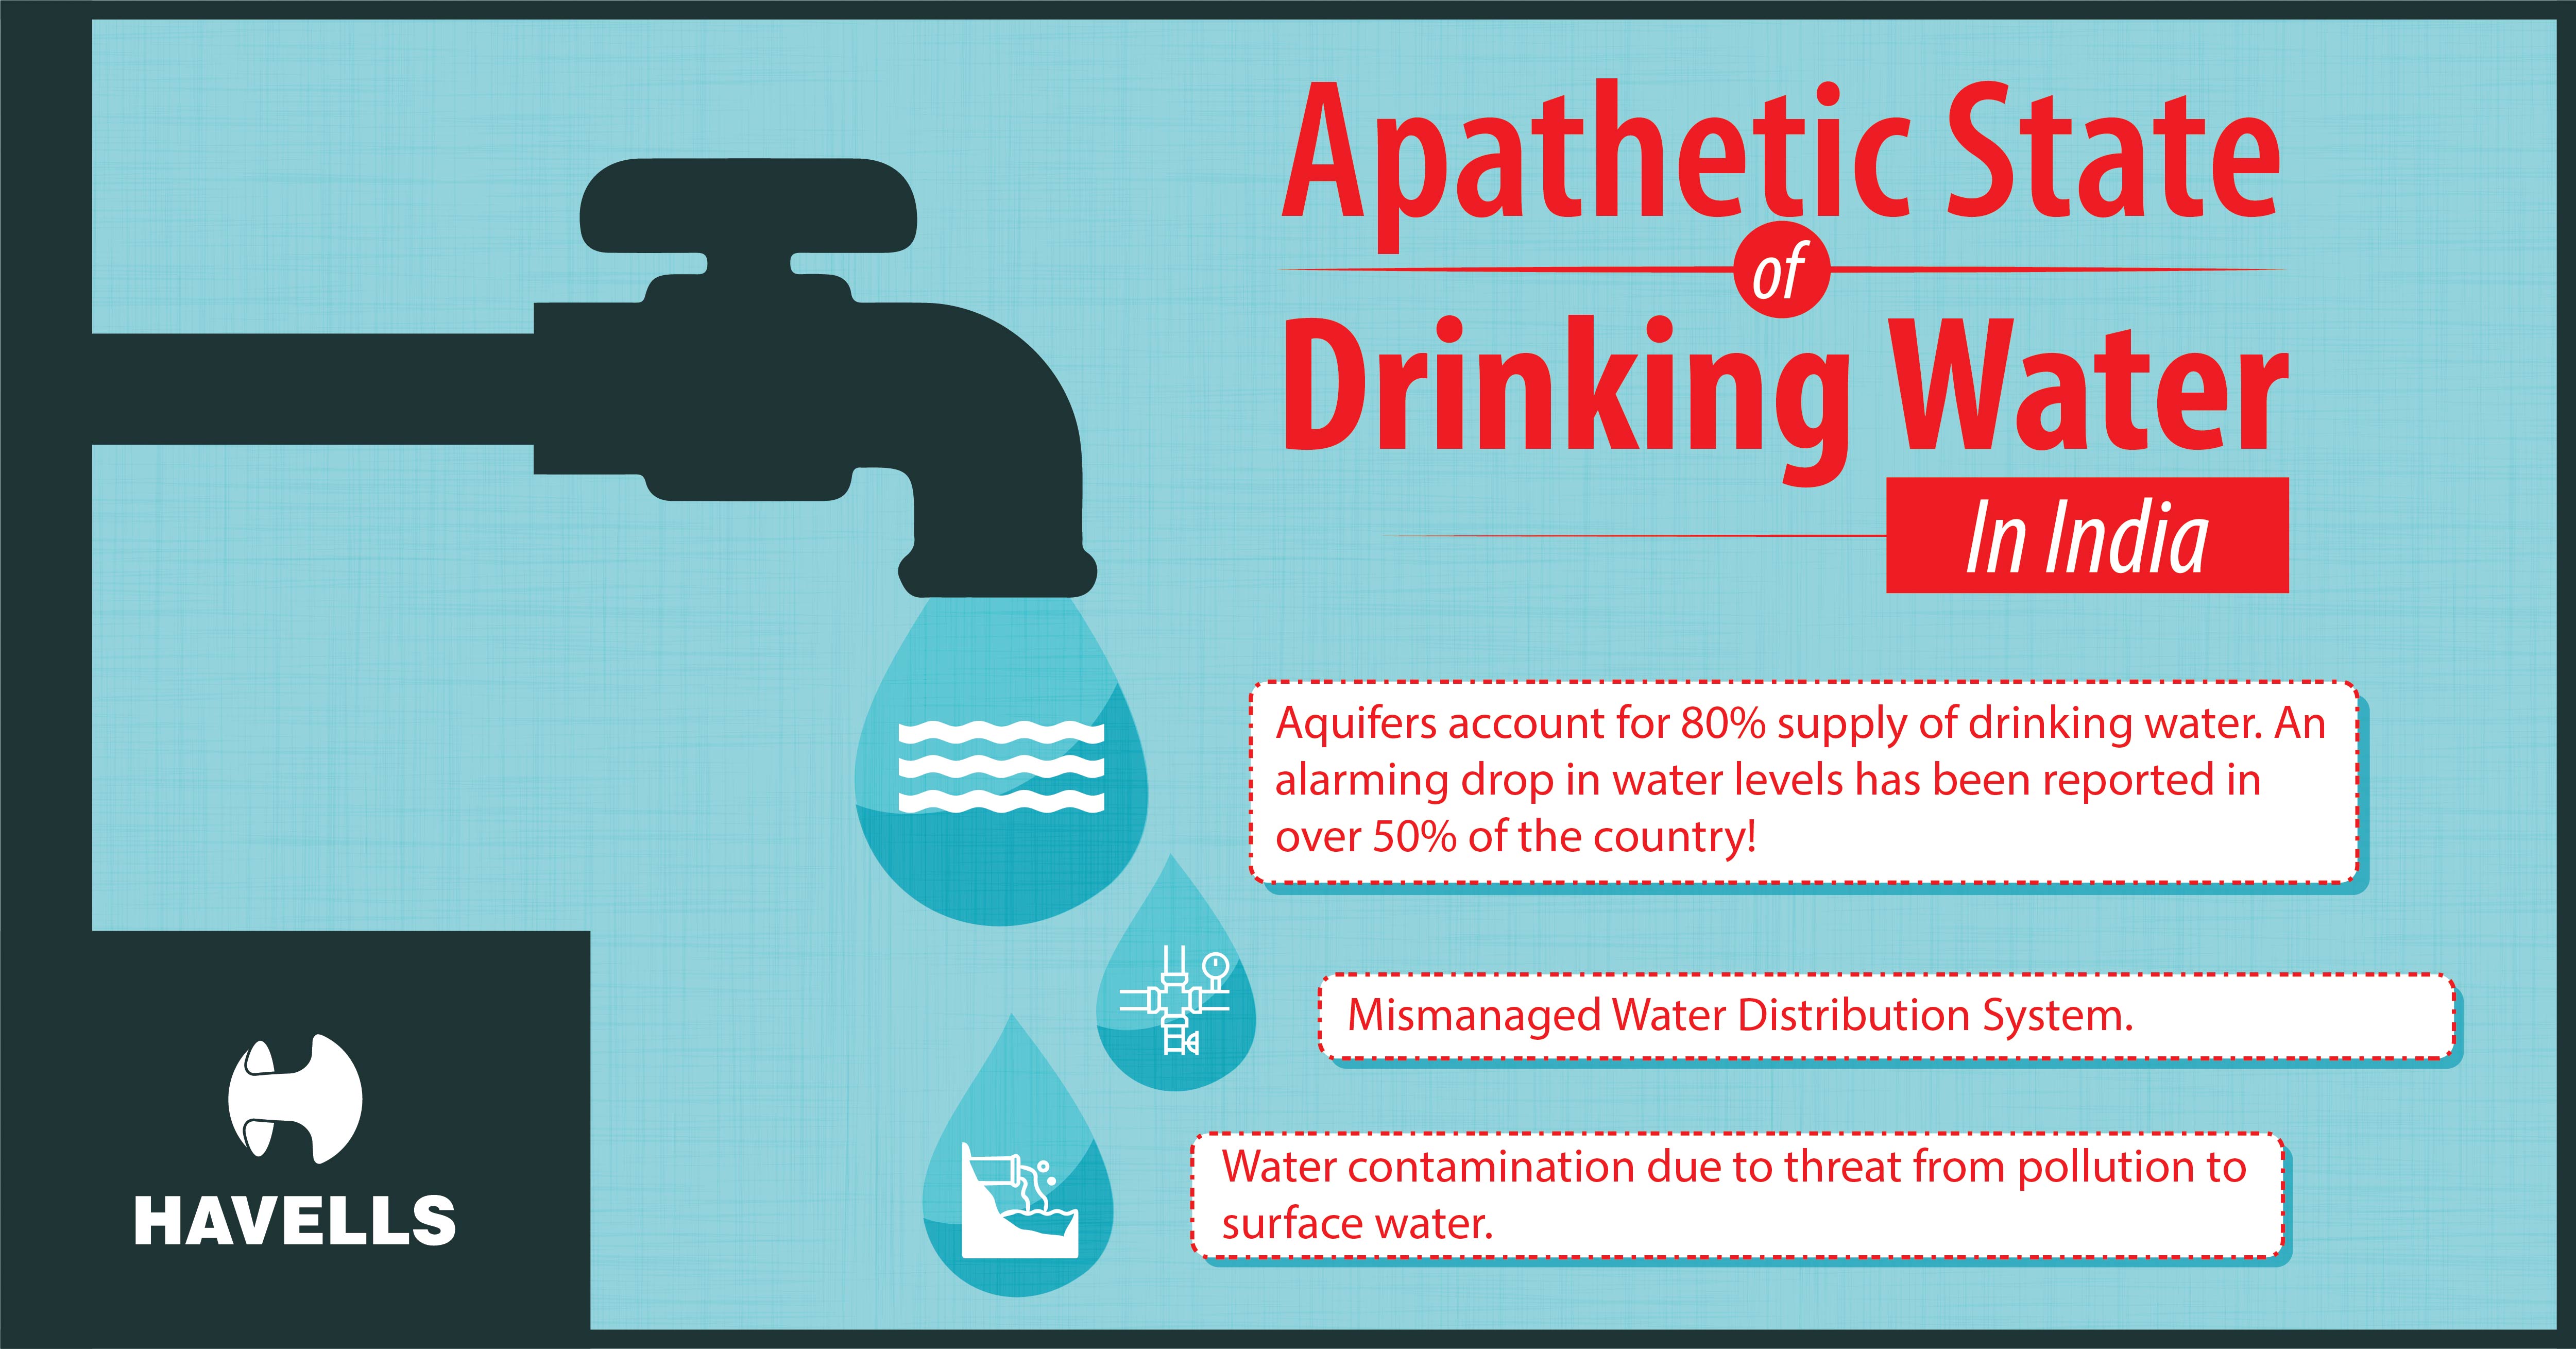 Apathetic State
of
Drinking Water
In India
Aquifers account for 80% supply of drinking water. An
alarming drop in water levels has been reported in
over 50% of the country!
Mismanaged Water Distribution System.
Water contamination due to threat from pollution to
surface water.
HAVELLS